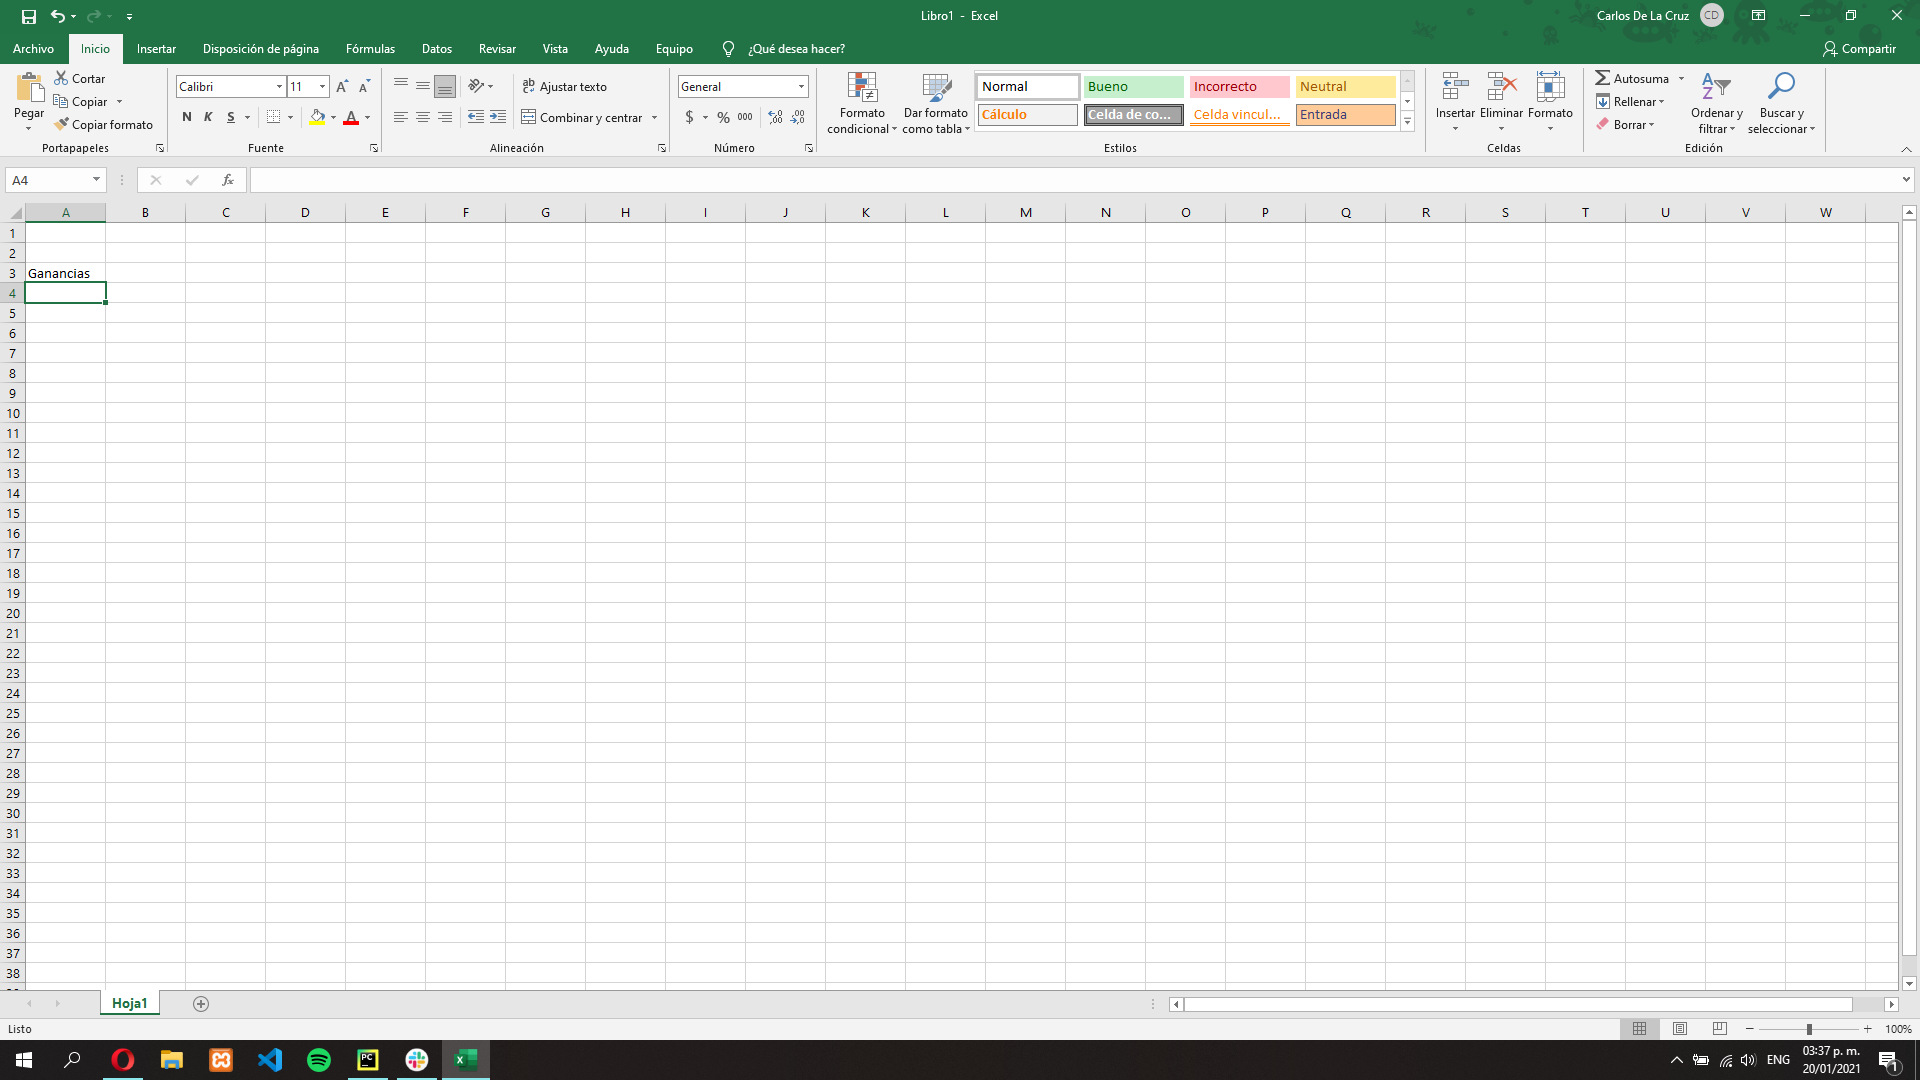 Libro1 - Excel
Carlos De La Cruz CD
Archivo Inicio Insertar Disposición de página Fórmulas Datos Revisar Vista Ayuda Equipo ¿Qué desea hacer? Compartir
Pegar Cortar Copiar Copiar formato
Portapapeles
Calibri 11
N K S A
Fuente
Ajustar texto
Combinar y centrar
Alineación
General
$ % 000
Número
Formato condicional
Dar formato como tabla
Normal Bueno Incorrecto Neutral
Cálculo Celda de co... Celda vincul... Entrada
Estilos
Insertar Eliminar Formato
Celdas
Autosuma
Rellenar
Borrar
Ordenar y filtrar
Buscar y seleccionar
Edición
A4 fx
A B C D E F G H I J K L M N O P Q R S T U V W
1
2
3 Ganancias
4
5
6
7
8
9
10
11
12
13
14
15
16
17
18
19
20
21
22
23
24
25
26
27
28
29
30
31
32
33
34
35
36
37
38
Hoja1
Listo
100%
ENG
03:37 p. m.
20/01/2021
1